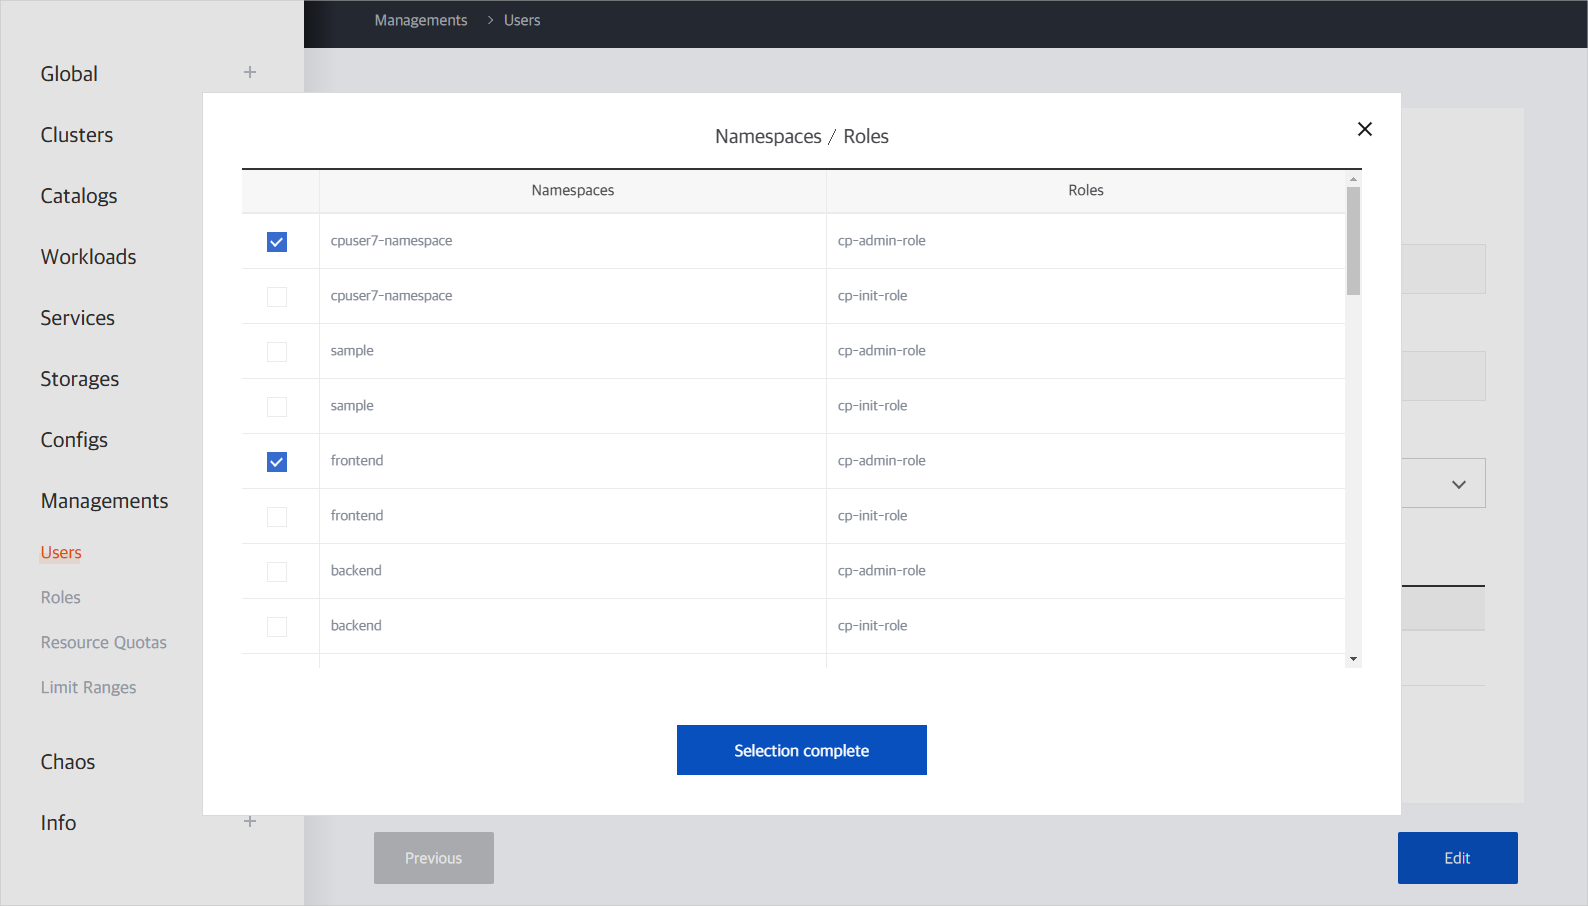 Managements > Users
Global +
Clusters
Catalogs
Workloads
Services
Storages
Configs
Managements
Users
Roles
Resource Quotas
Limit Ranges
Chaos
Info +
Namespaces / Roles
Namespaces Roles
cpuser7-namespace cp-admin-role
cpuser7-namespace cp-init-role
sample cp-admin-role
sample cp-init-role
frontend cp-admin-role
frontend cp-init-role
backend cp-admin-role
backend cp-init-role
Selection complete
Previous
Edit